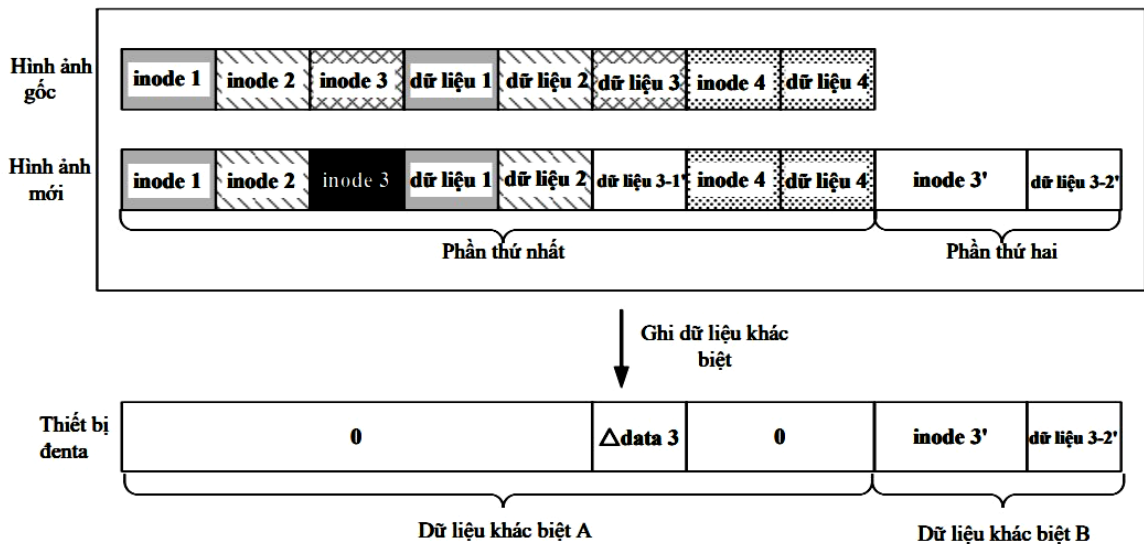 Hình ảnh
gốc
inode 1 inode 2 inode 3 dữ liệu 1 dữ liệu 2 dữ liệu 3 inode 4 dữ liệu 4
Hình ảnh
mới
inode 1 inode 2 inode 3 dữ liệu 1 dữ liệu 2 dữ liệu 3-1' inode 4 dữ liệu 4 inode 3' dữ liệu 3-2'
Phần thứ nhất Phần thứ hai
Ghi dữ liệu khác
biệt
Thiết bị
đenta
0 △data 3 0 inode 3' dữ liệu 3-2'
Dữ liệu khác biệt A Dữ liệu khác biệt B